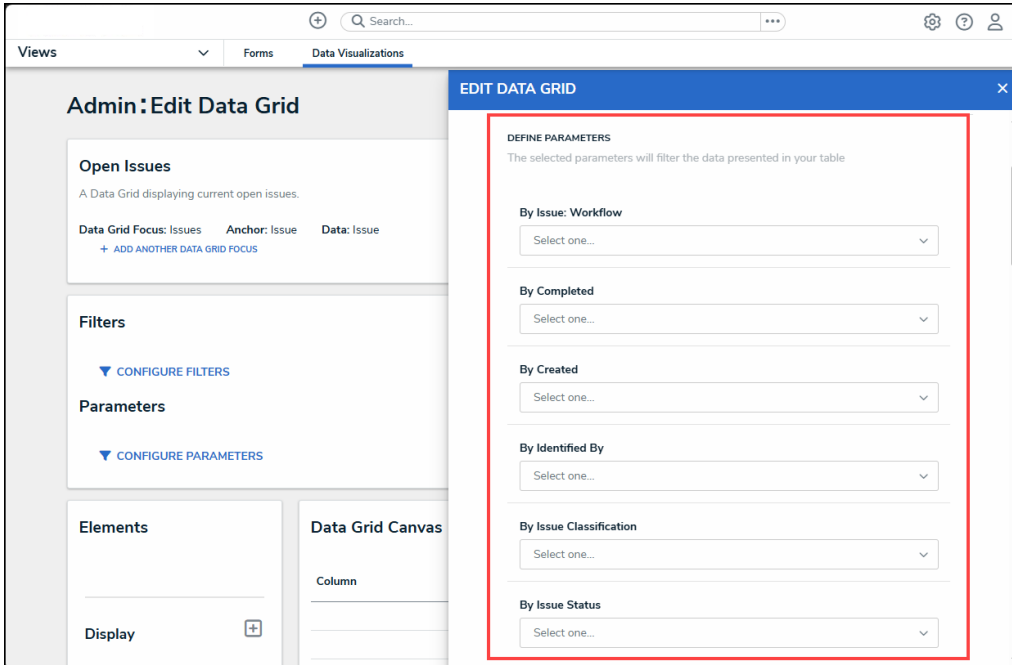 Search...
Views
Forms
Data Visualizations
Admin:Edit Data Grid
Open Issues
A Data Grid displaying current open issues.
Data Grid Focus: Issues Anchor: Issue Data: Issue
+ ADD ANOTHER DATA GRID FOCUS
Filters
CONFIGURE FILTERS
Parameters
CONFIGURE PARAMETERS
Elements
Display
Data Grid Canvas
Column
EDIT DATA GRID
DEFINE PARAMETERS
The selected parameters will filter the data presented in your table
By Issue: Workflow
Select one...
By Completed
Select one...
By Created
Select one...
By Identified By
Select one...
By Issue Classification
Select one...
By Issue Status
Select one...